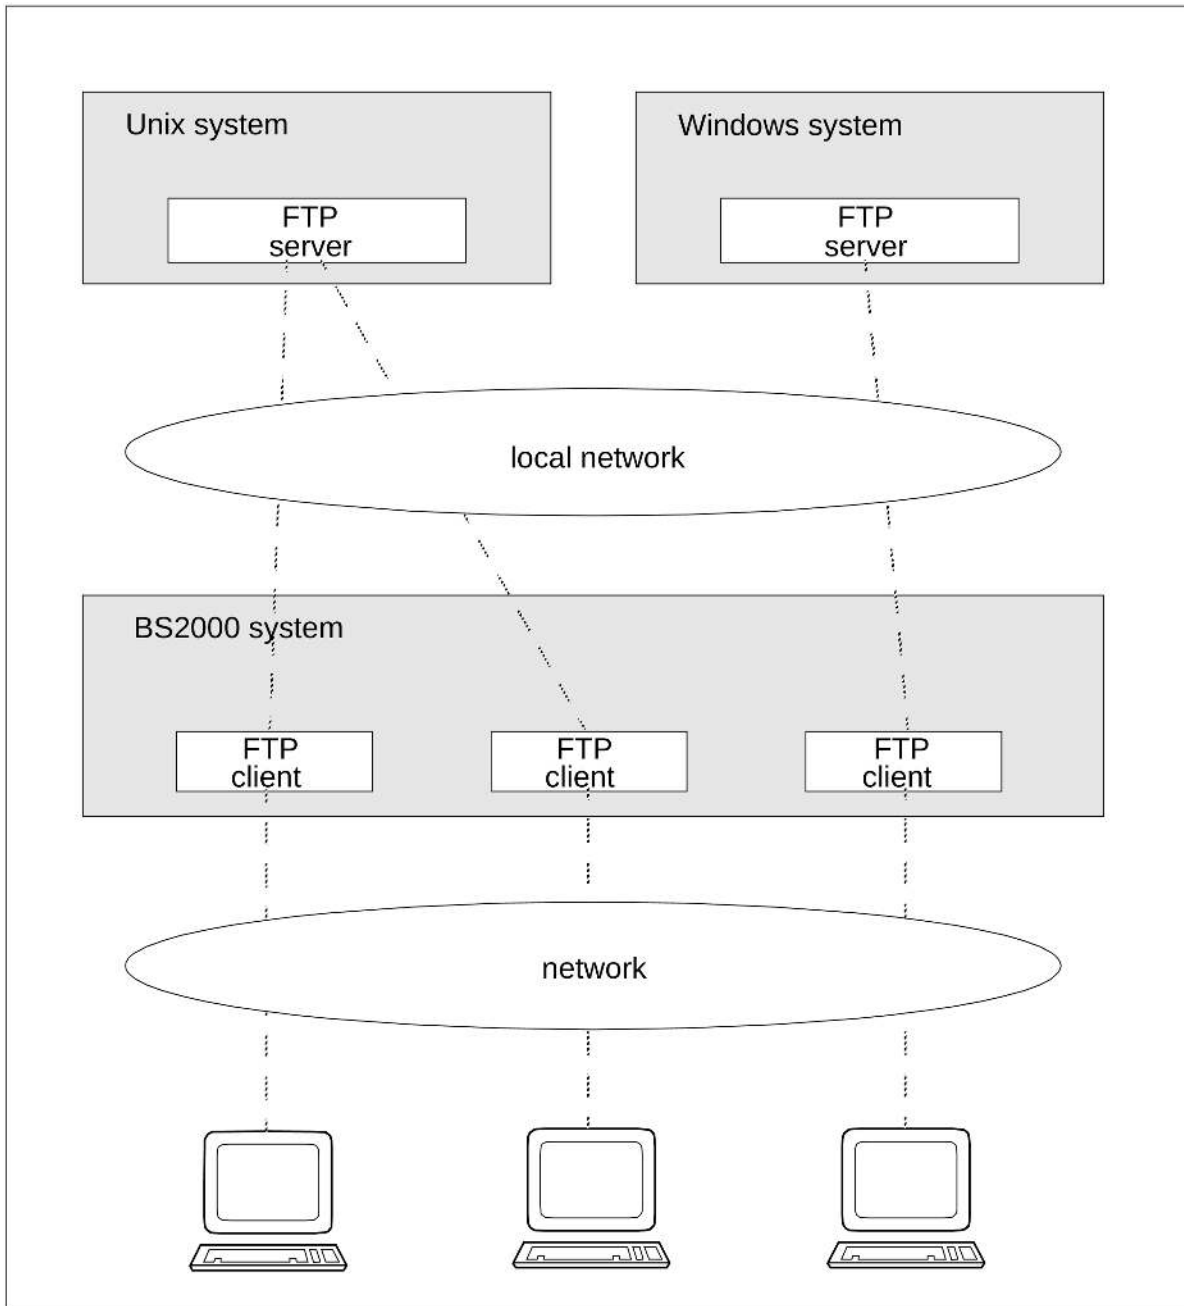 Unix system
Windows system
FTP
server
FTP
server
local network
BS2000 system
FTP
client
FTP
client
FTP
client
network